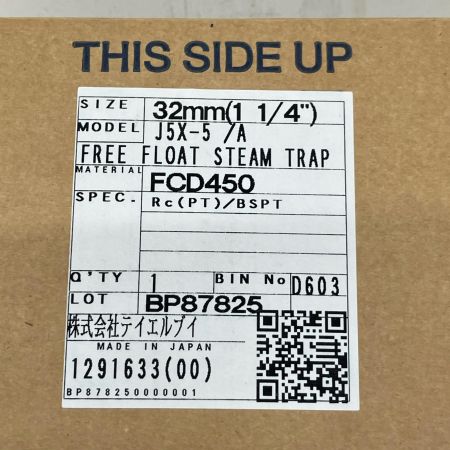 THIS SIDE UP
SIZE 32mm(1 1/4")
MODEL J5X-5 /A
FREE FLOAT STEAM TRAP
MATERIAL FCD450
SPEC. Rc(PT)/BSPT
Q'TY 1 BIN No D603
LOT BP87825
株式会社テイエルブイ
MADE IN JAPAN
1291633(00)
BP878250000001